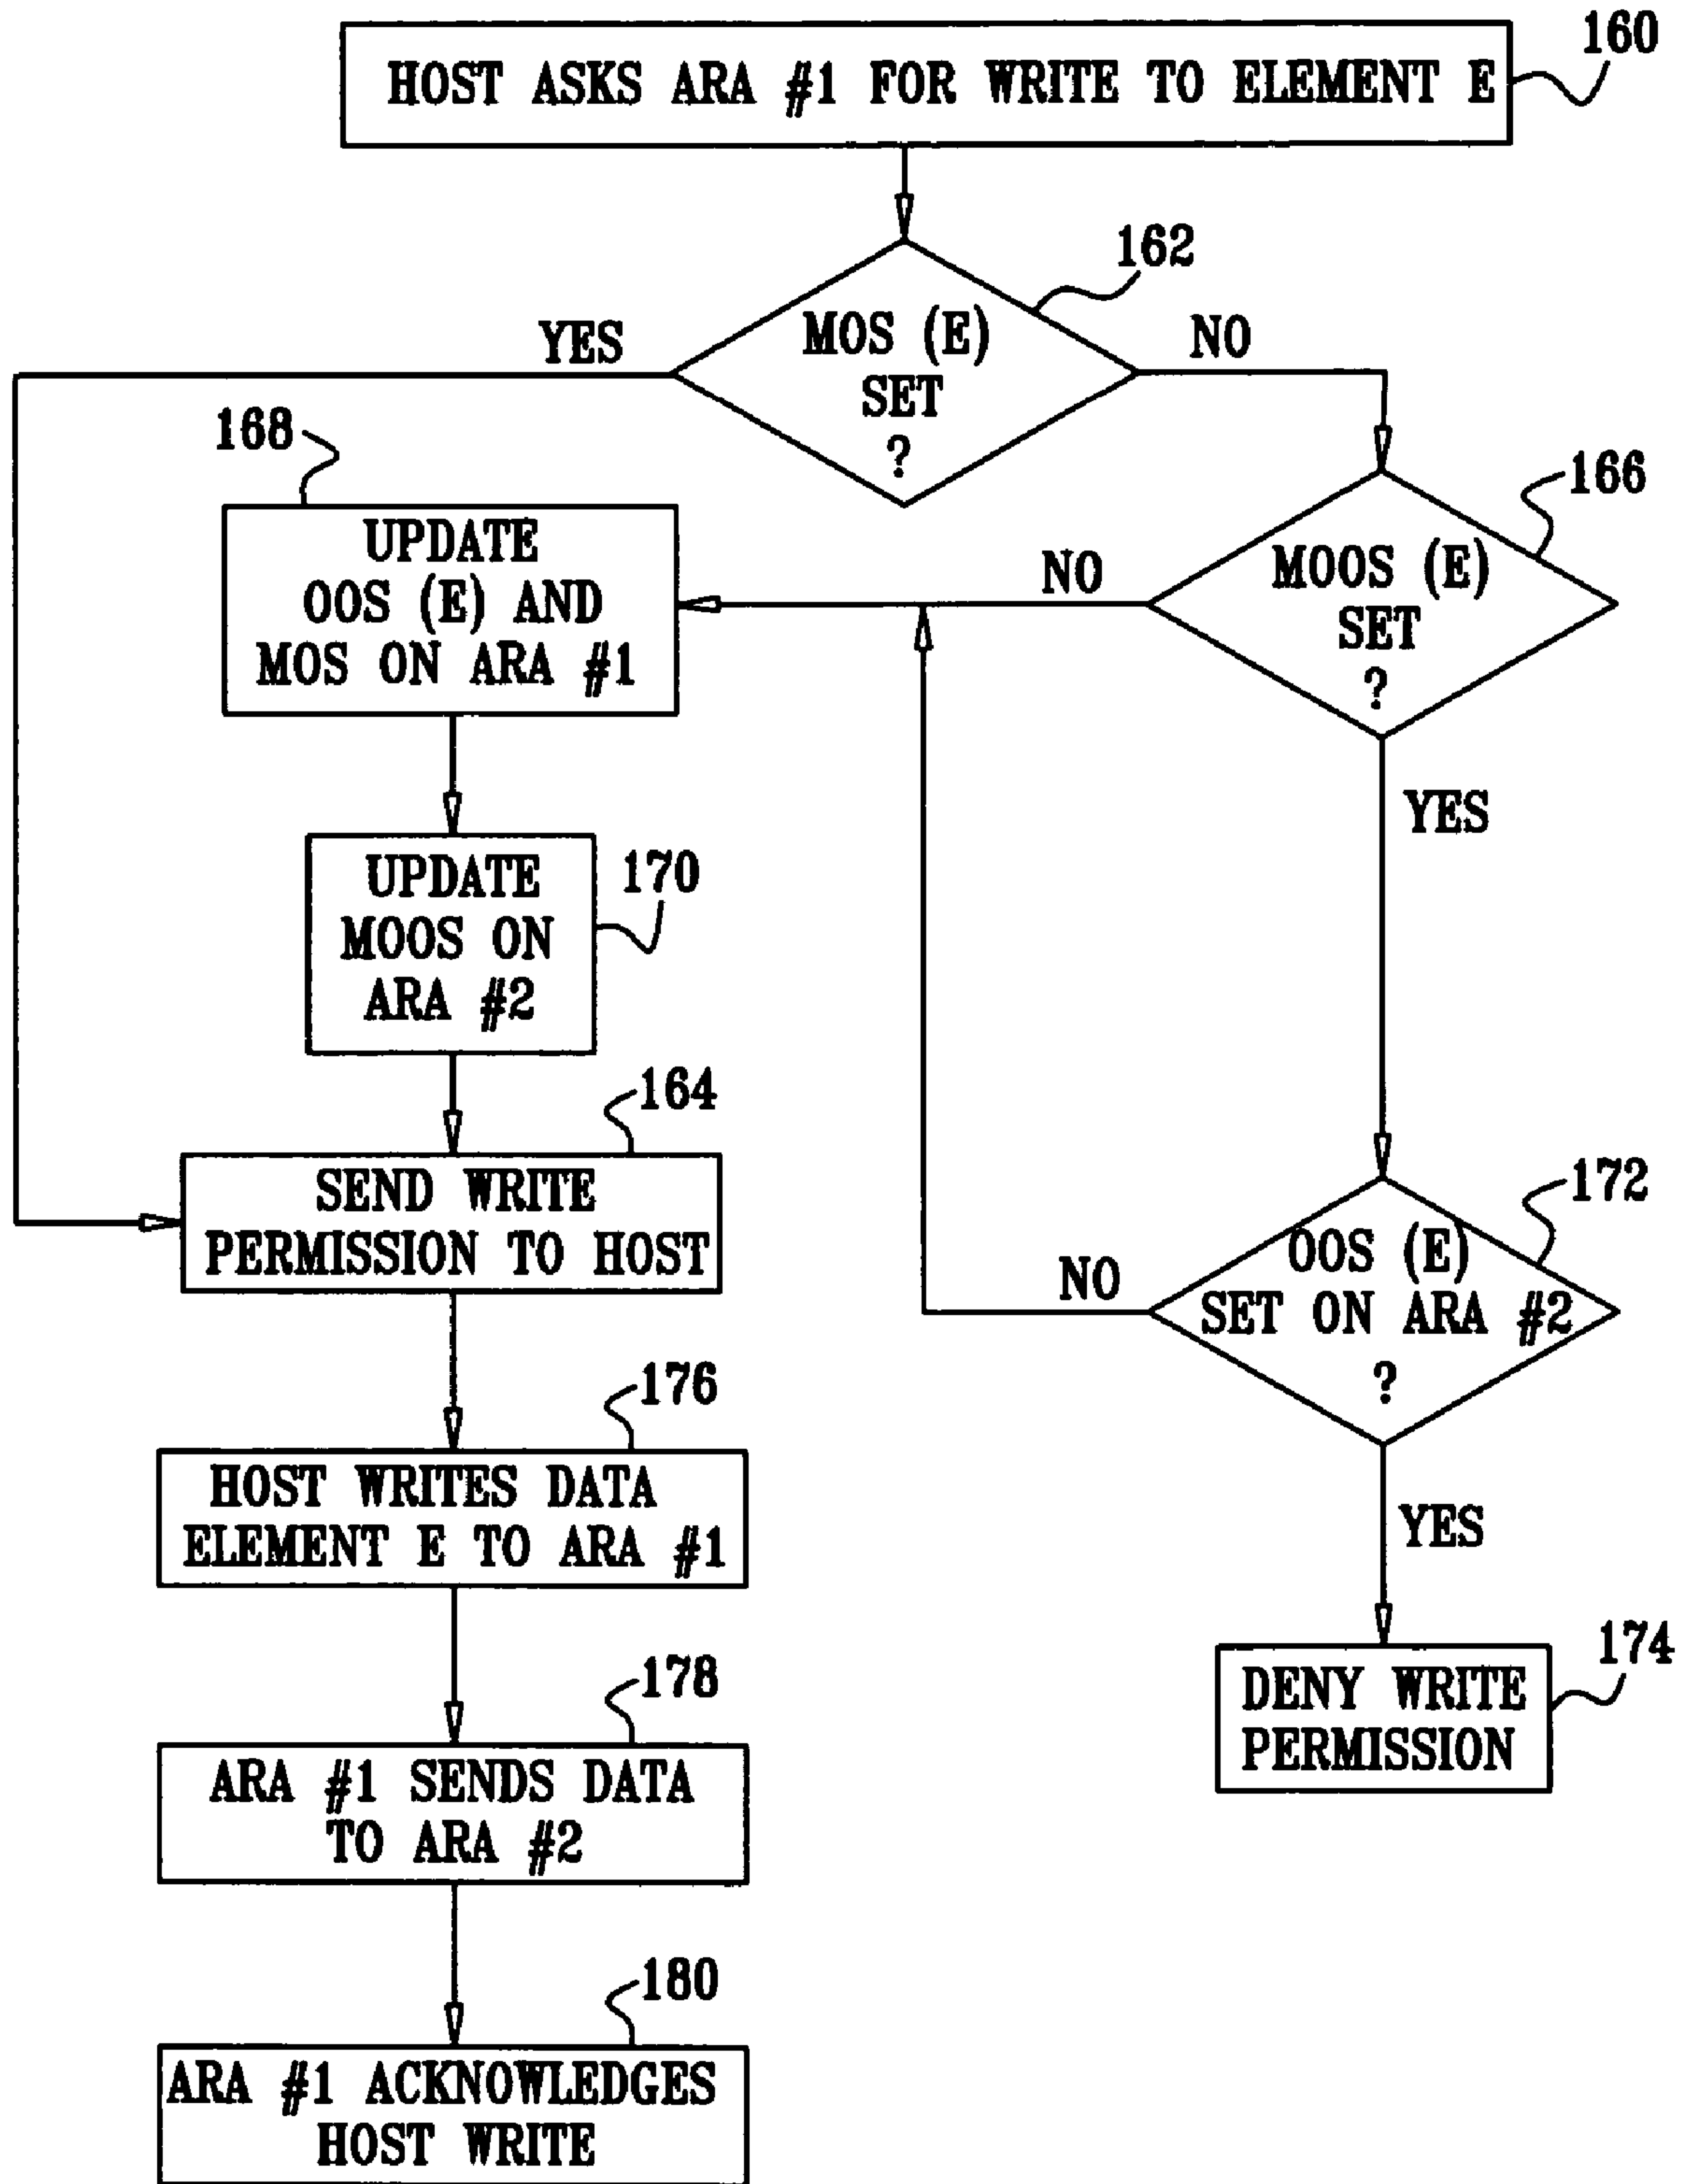 160
HOST ASKS ARA #1 FOR WRITE TO ELEMENT E
162
MOS (E)
SET
?
YES
NO
168
UPDATE
OOS (E) AND
MOS ON ARA #1
166
MOOS (E)
SET
?
NO
YES
170
UPDATE
MOOS ON
ARA #2
164
SEND WRITE
PERMISSION TO HOST
172
OOS (E)
SET ON ARA #2
?
NO
YES
176
HOST WRITES DATA
ELEMENT E TO ARA #1
174
DENY WRITE
PERMISSION
178
ARA #1 SENDS DATA
TO ARA #2
180
ARA #1 ACKNOWLEDGES
HOST WRITE